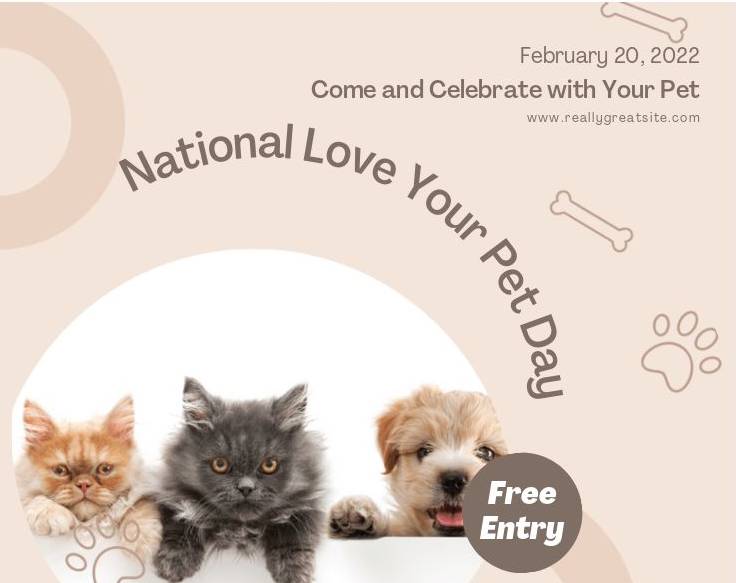 February 20, 2022
Come and Celebrate with Your Pet
www.reallygreatsite.com
National Love Your Pet Day
Free
Entry